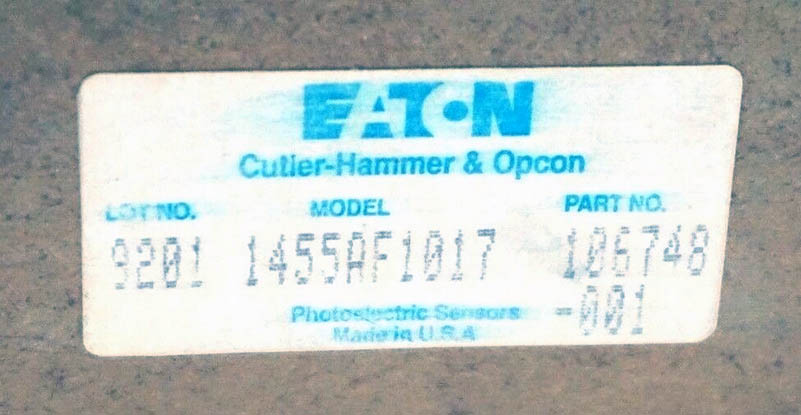 EATON
Cutler-Hammer & Opcon
LOT NO. MODEL PART NO.
9201 1455AF1017 106748
-001
Photoelectric Sensors
Made in U.S.A